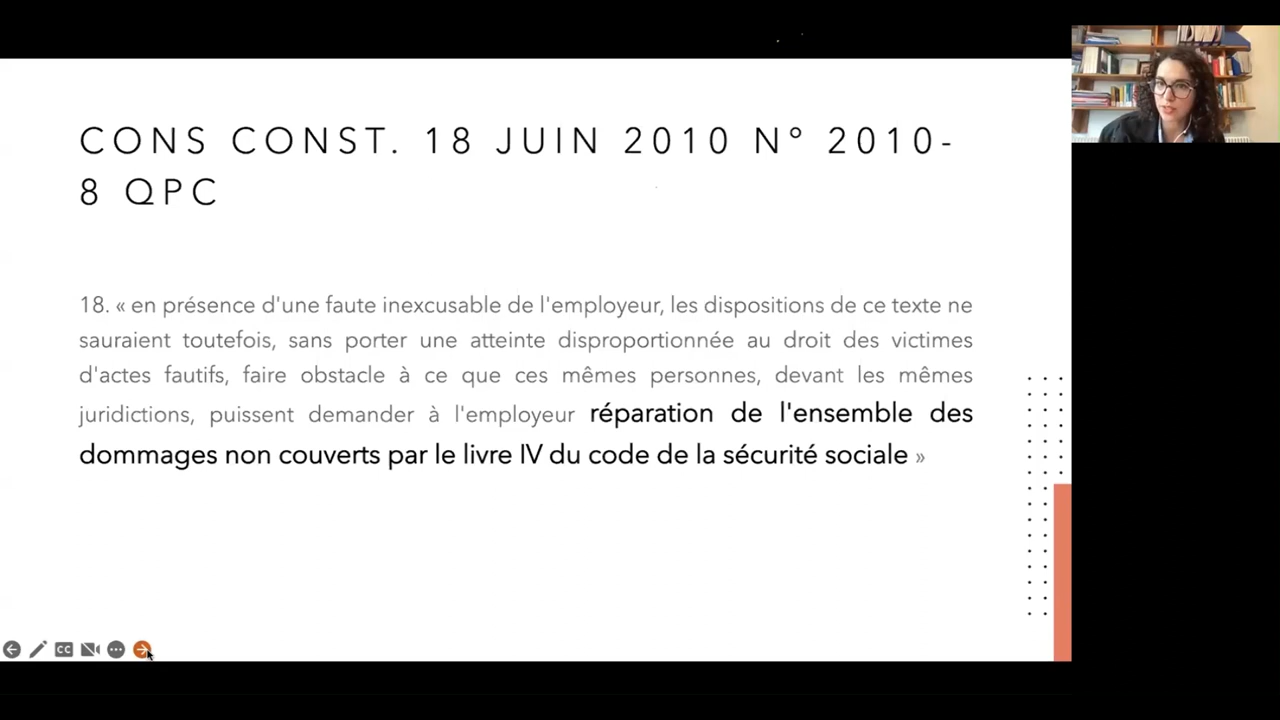 CONS CONST. 18 JUIN 2010 N° 2010-
8 QPC
18. « en présence d'une faute inexcusable de l'employeur, les dispositions de ce texte ne
sauraient toutefois, sans porter une atteinte disproportionnée au droit des victimes
d'actes fautifs, faire obstacle à ce que ces mêmes personnes, devant les mêmes
juridictions, puissent demander à l'employeur réparation de l'ensemble des
dommages non couverts par le livre IV du code de la sécurité sociale »
CC